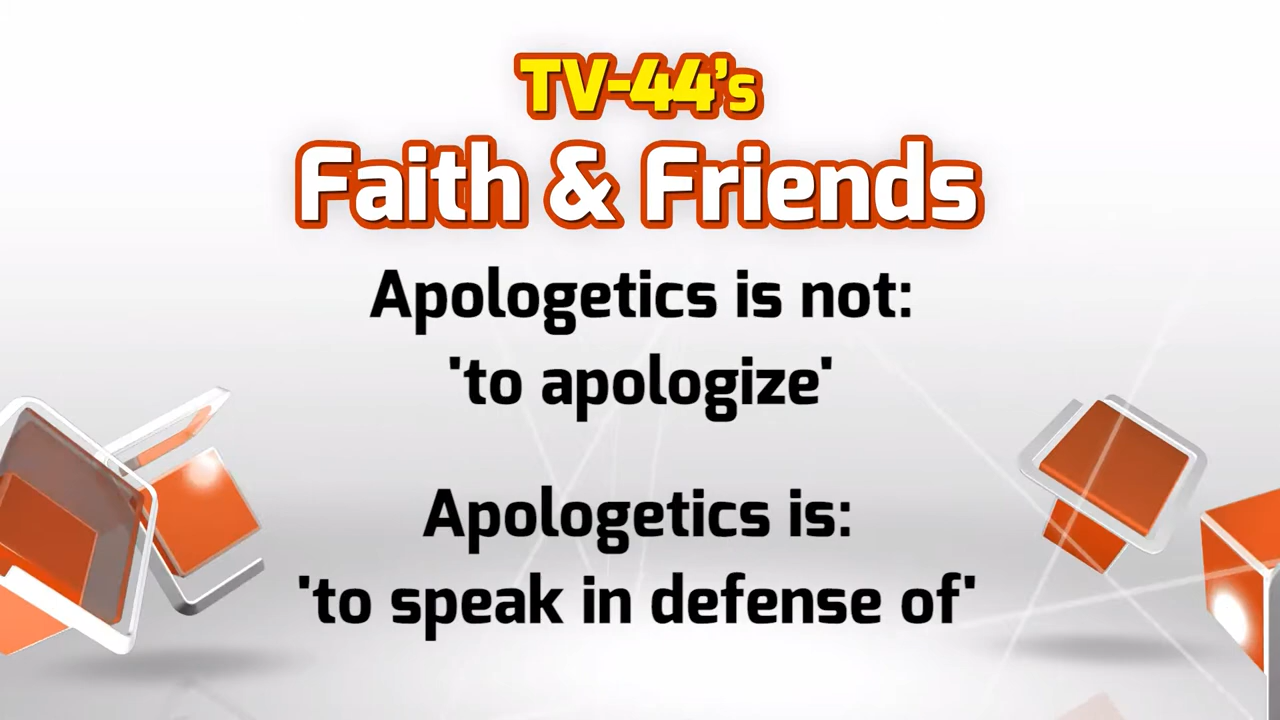 TV-44's
Faith & Friends
Apologetics is not:
'to apologize'
Apologetics is:
'to speak in defense of'